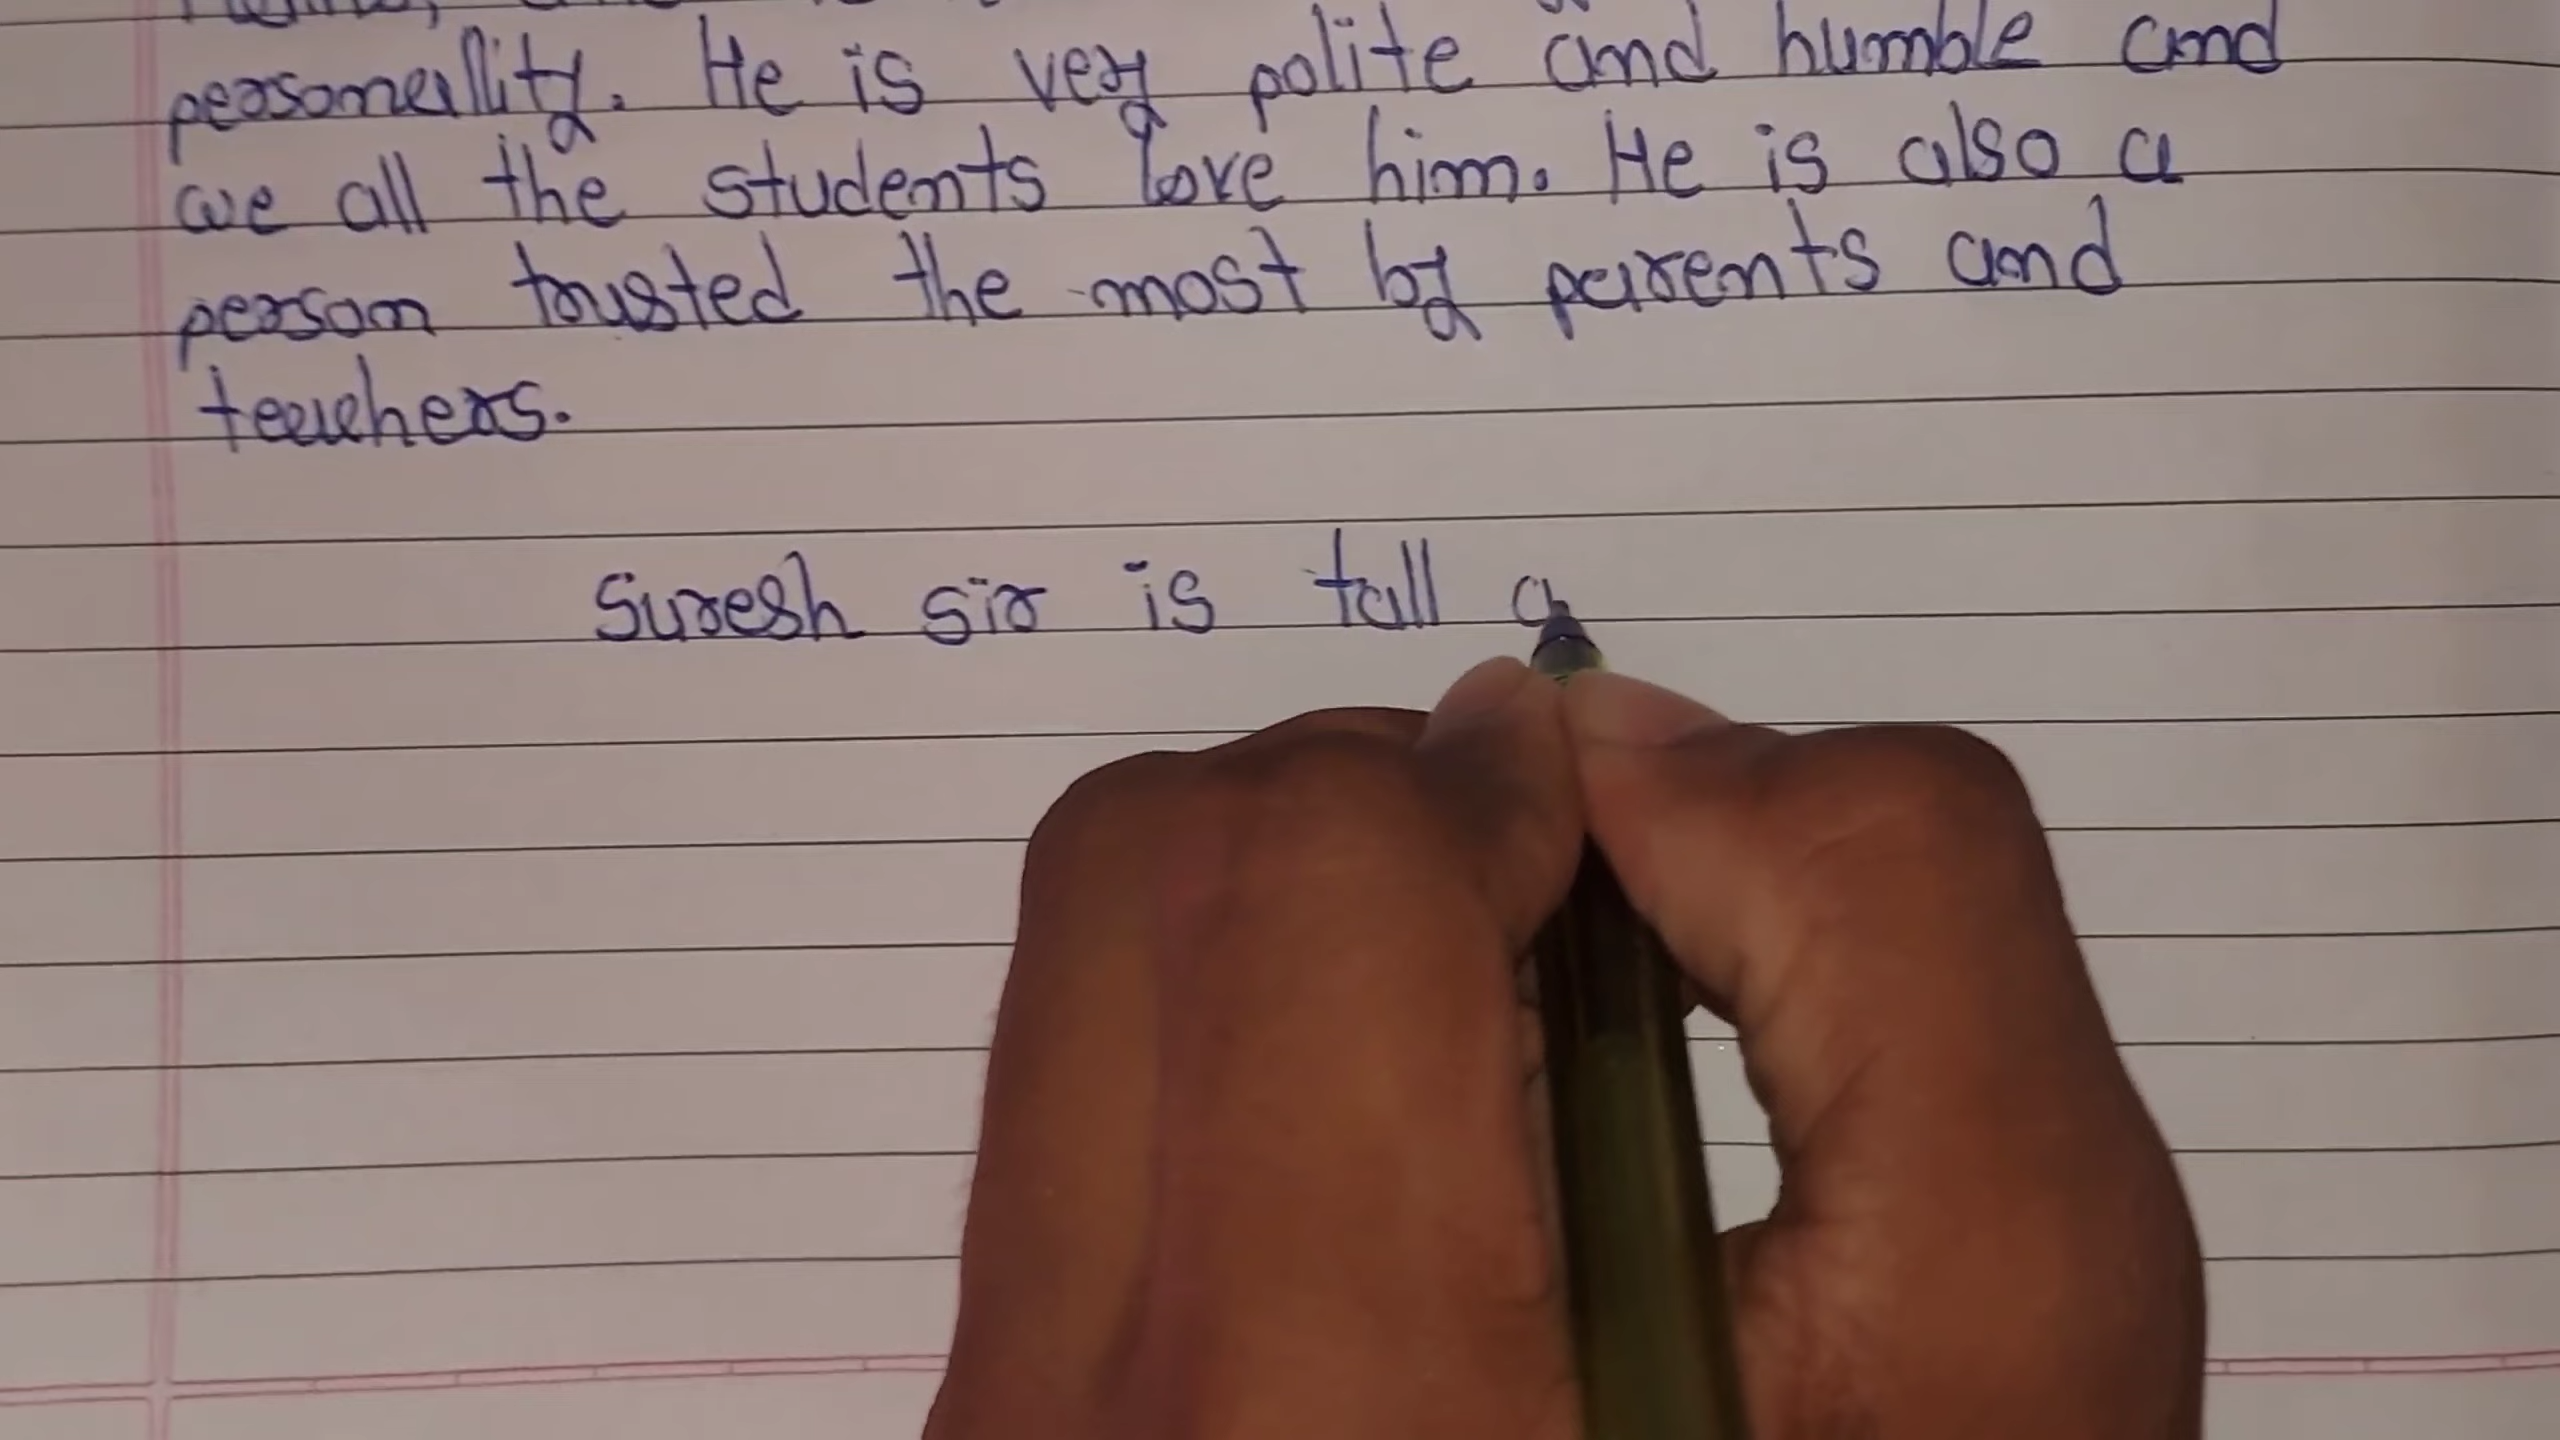 personality. He is very polite and humble and
we all the students love him. He is also a
person trusted the most by parents and
teachers.
Suresh sir is tall a